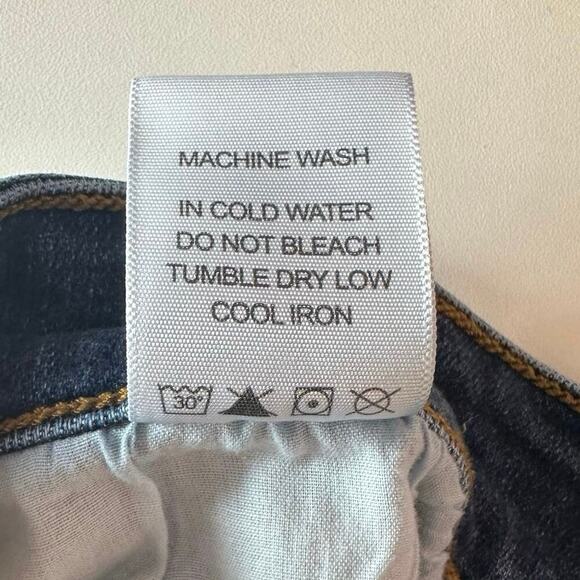 MACHINE WASH
IN COLD WATER
DO NOT BLEACH
TUMBLE DRY LOW
COOL IRON
30°